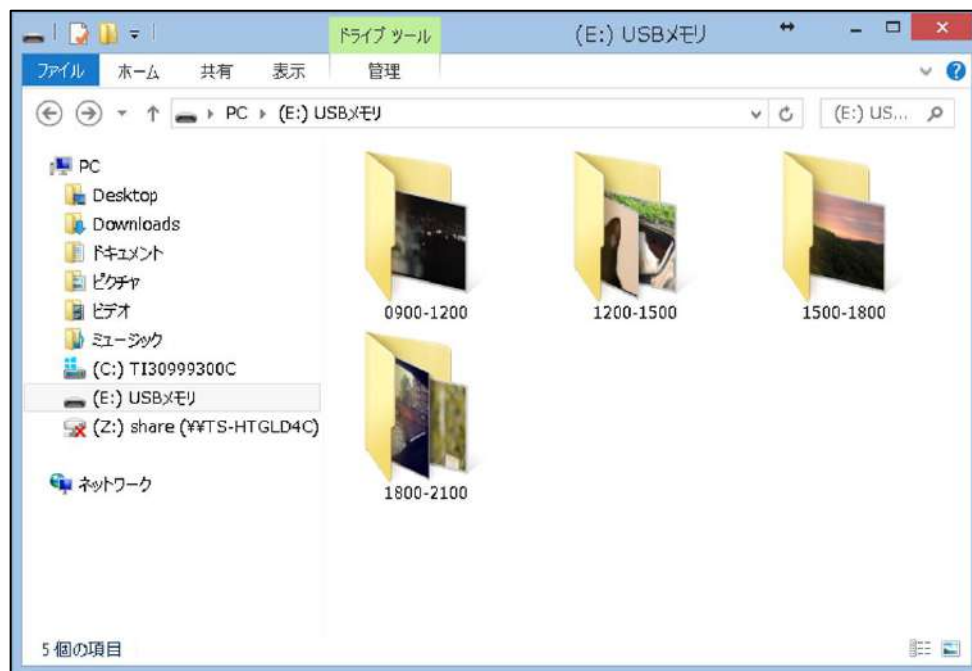 ドライブ ツール
(E:) USBメモリ
ファイル
ホーム
共有
表示
管理
PC
(E:) USBメモリ
(E:) US...
PC
Desktop
Downloads
ドキュメント
ピクチャ
ビデオ
ミュージック
(C:) TI30999300C
(E:) USBメモリ
(Z:) share (¥¥TS-HTGLD4C)
ネットワーク
0900-1200
1200-1500
1500-1800
1800-2100
5 個の項目